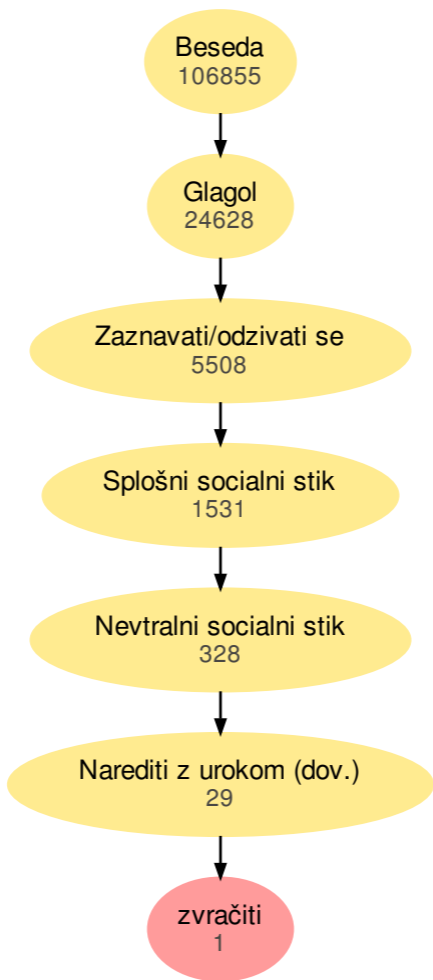 Beseda
106855
Glagol
24628
Zaznavati/odzivati se
5508
Splošni socialni stik
1531
Nevtralni socialni stik
328
Narediti z urokom (dov.)
29
zvračiti
1